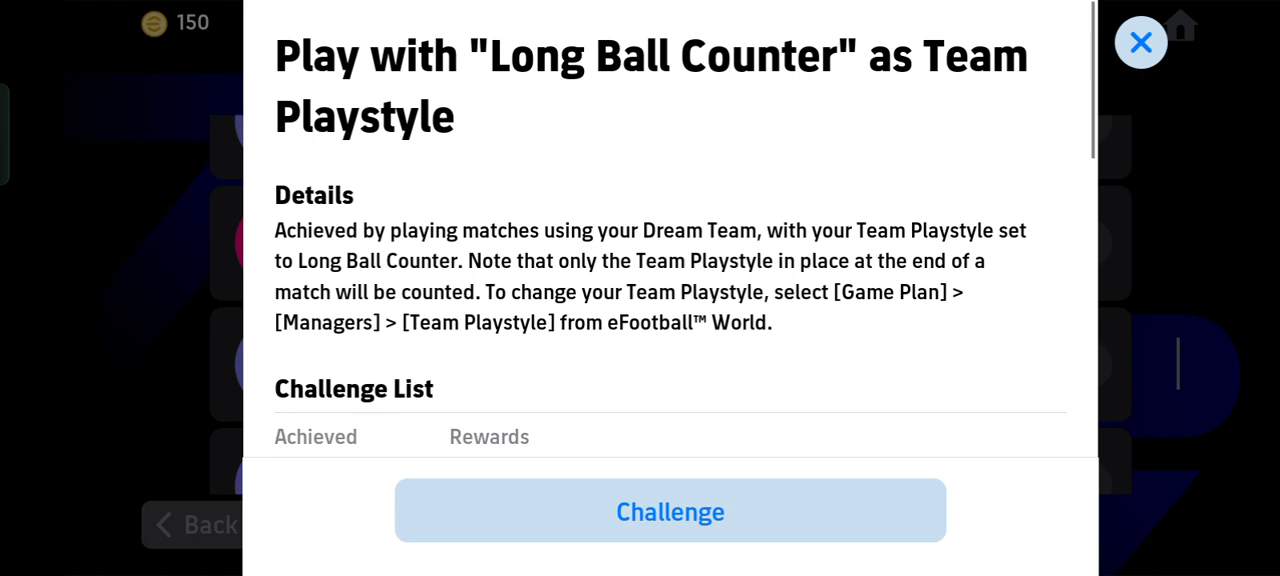 150
Play with "Long Ball Counter" as Team
Playstyle
Details
Achieved by playing matches using your Dream Team, with your Team Playstyle set
to Long Ball Counter. Note that only the Team Playstyle in place at the end of a
match will be counted. To change your Team Playstyle, select [Game Plan] >
[Managers] > [Team Playstyle] from eFootball™ World.
Challenge List
Achieved Rewards
Challenge
Back